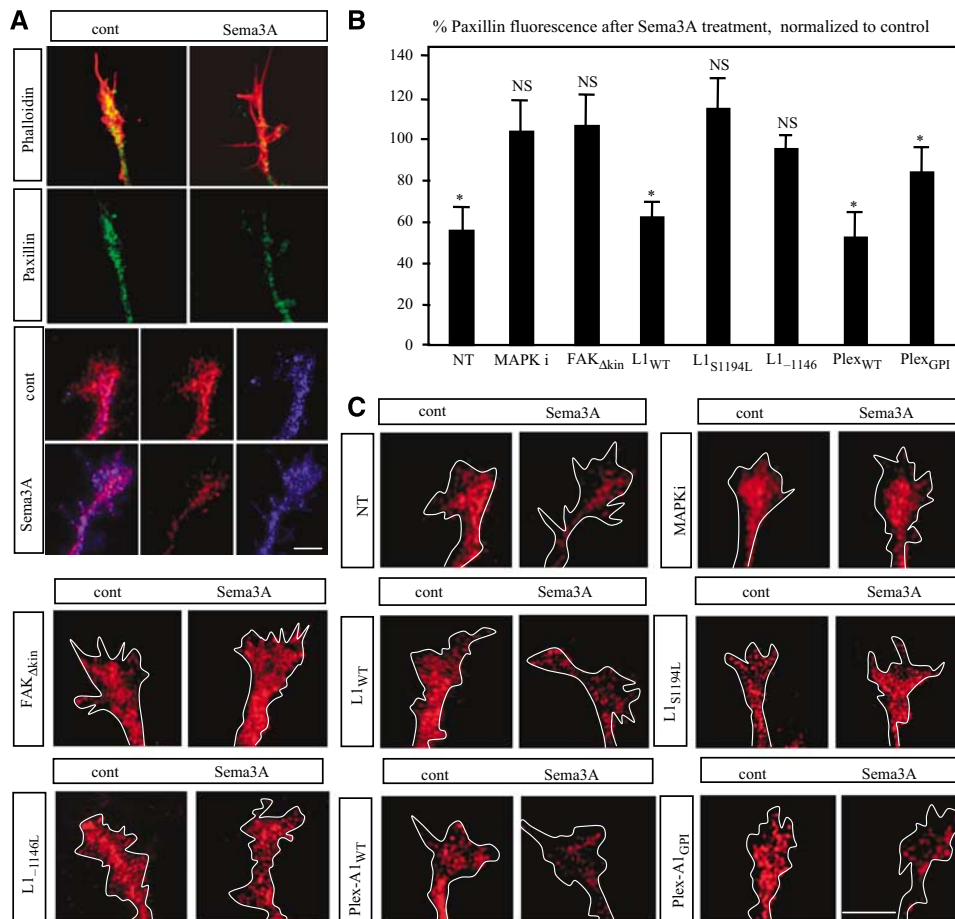 A
cont Sema3A
Phalloidin
Paxillin
cont
Sema3A
B
% Paxillin fluorescence after Sema3A treatment, normalized to control
140
120
100
80
60
40
20
0
* NS NS * NS NS * *
NT MAPK i FAKΔkin L1WT L1S1194L L1–1146 PlexWT PlexGPI
C
cont Sema3A
NT
cont Sema3A
MAPKi
cont Sema3A
FAKΔkin
cont Sema3A
L1WT
cont Sema3A
L1S1194L
cont Sema3A
L1–1146L
cont Sema3A
Plex-A1WT
cont Sema3A
Plex-A1GPI